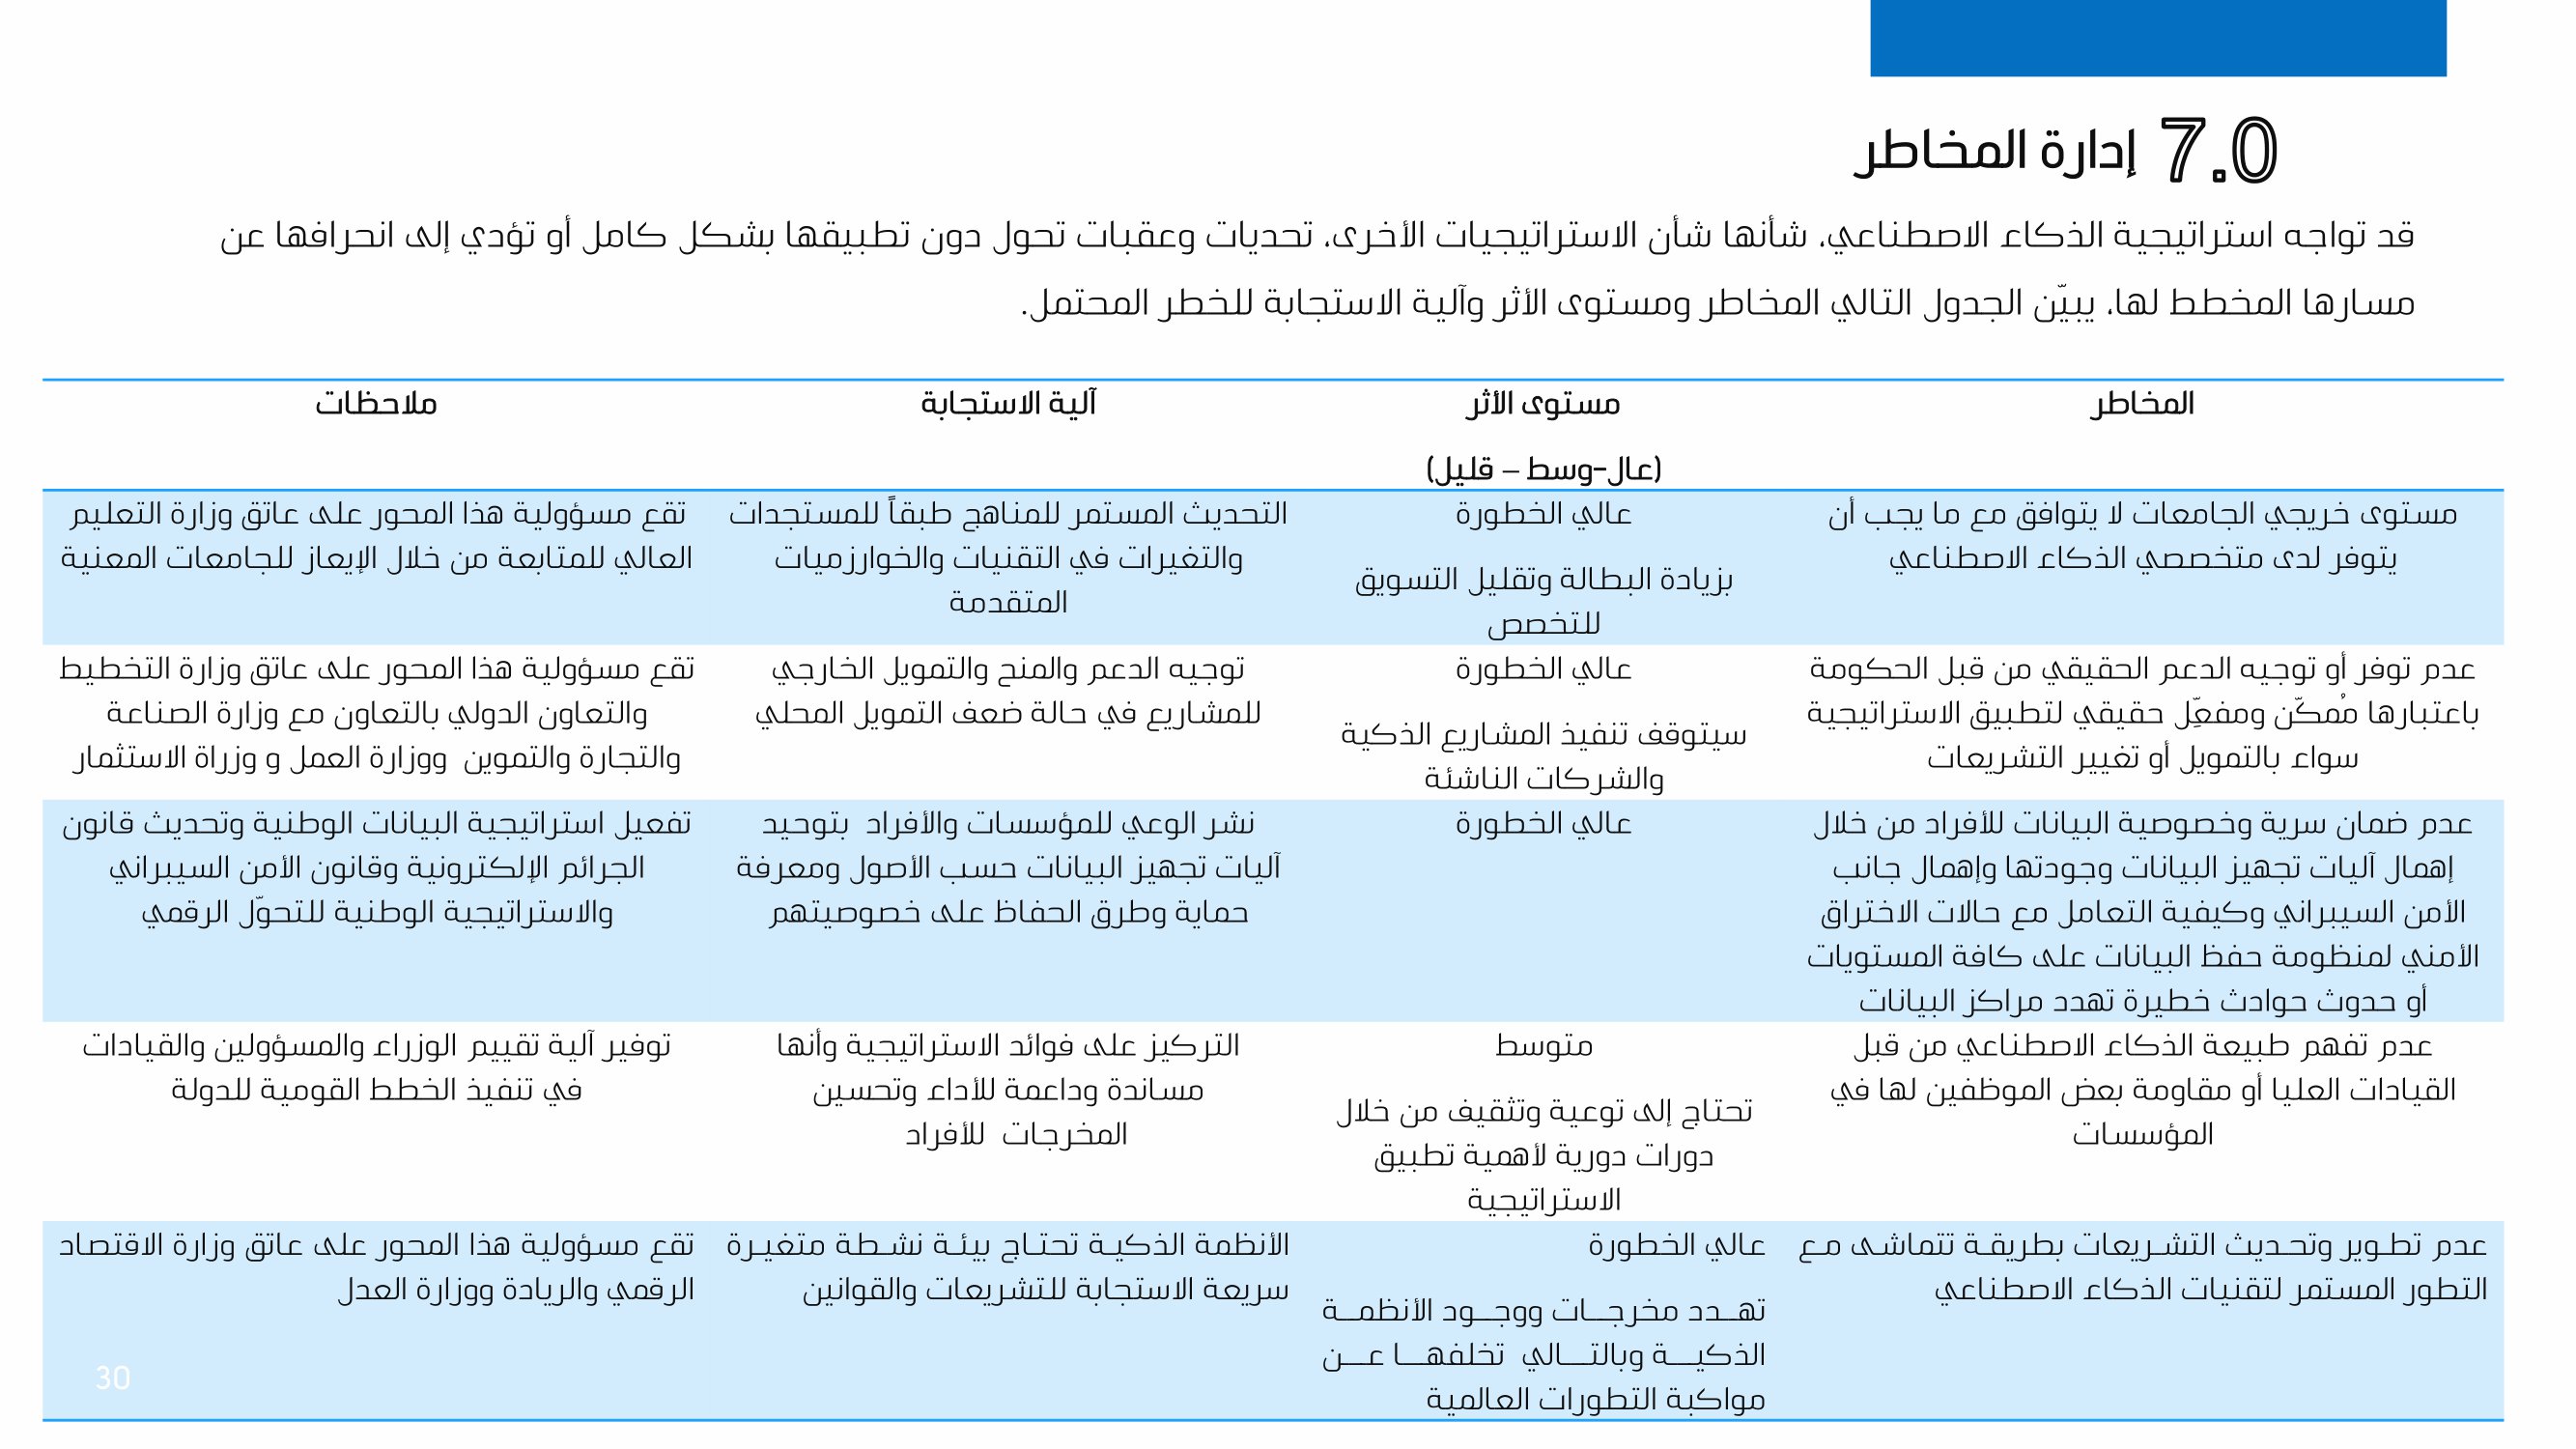 7.0 إدارة المخاطر
قد تواجه استراتيجية الذكاء الاصطناعي، شأنها شأن الاستراتيجيات الأخرى، تحديات وعقبات تحول دون تطبيقها بشكل كامل أو تؤدي إلى انحرافها عن
مسارها المخطط لها، يبيّن الجدول التالي المخاطر ومستوى الأثر وآلية الاستجابة للخطر المحتمل.
المخاطر
مستوى الأثر
(عال-وسط – قليل)
آلية الاستجابة
ملاحظات
مستوى خريجي الجامعات لا يتوافق مع ما يجب أن
يتوفر لدى متخصصي الذكاء الاصطناعي
عالي الخطورة
بزيادة البطالة وتقليل التسويق
للتخصص
التحديث المستمر للمناهج طبقاً للمستجدات
والتغيرات في التقنيات والخوارزميات
المتقدمة
تقع مسؤولية هذا المحور على عاتق وزارة التعليم
العالي للمتابعة من خلال الإيعاز للجامعات المعنية
عدم توفر أو توجيه الدعم الحقيقي من قبل الحكومة
باعتبارها مُمكّن ومفعِّل حقيقي لتطبيق الاستراتيجية
سواء بالتمويل أو تغيير التشريعات
عالي الخطورة
سيتوقف تنفيذ المشاريع الذكية
والشركات الناشئة
توجيه الدعم والمنح والتمويل الخارجي
للمشاريع في حالة ضعف التمويل المحلي
تقع مسؤولية هذا المحور على عاتق وزارة التخطيط
والتعاون الدولي بالتعاون مع وزارة الصناعة
والتجارة والتموين  ووزارة العمل و وزراة الاستثمار
عدم ضمان سرية وخصوصية البيانات للأفراد من خلال
إهمال آليات تجهيز البيانات وجودتها وإهمال جانب
الأمن السيبراني وكيفية التعامل مع حالات الاختراق
الأمني لمنظومة حفظ البيانات على كافة المستويات
أو حدوث حوادث خطيرة تهدد مراكز البيانات
عالي الخطورة
نشر الوعي للمؤسسات والأفراد  بتوحيد
آليات تجهيز البيانات حسب الأصول ومعرفة
حماية وطرق الحفاظ على خصوصيتهم
تفعيل استراتيجية البيانات الوطنية وتحديث قانون
الجرائم الإلكترونية وقانون الأمن السيبراني
والاستراتيجية الوطنية للتحوّل الرقمي
عدم تفهم طبيعة الذكاء الاصطناعي من قبل
القيادات العليا أو مقاومة بعض الموظفين لها في
المؤسسات
متوسط
تحتاج إلى توعية وتثقيف من خلال
دورات دورية لأهمية تطبيق
الاستراتيجية
التركيز على فوائد الاستراتيجية وأنها
مساندة وداعمة للأداء وتحسين
المخرجات  للأفراد
توفير آلية تقييم الوزراء والمسؤولين والقيادات
في تنفيذ الخطط القومية للدولة
عدم تطوير وتحديث التشريعات بطريقة تتماشى مع
التطور المستمر لتقنيات الذكاء الاصطناعي
عالي الخطورة
تهدد مخرجات ووجود الأنظمة
الذكية وبالتالي  تخلفها عن
مواكبة التطورات العالمية
الأنظمة الذكية تحتاج بيئة نشطة متغيرة
سريعة الاستجابة للتشريعات والقوانين
تقع مسؤولية هذا المحور على عاتق وزارة الاقتصاد
الرقمي والريادة ووزارة العدل
30